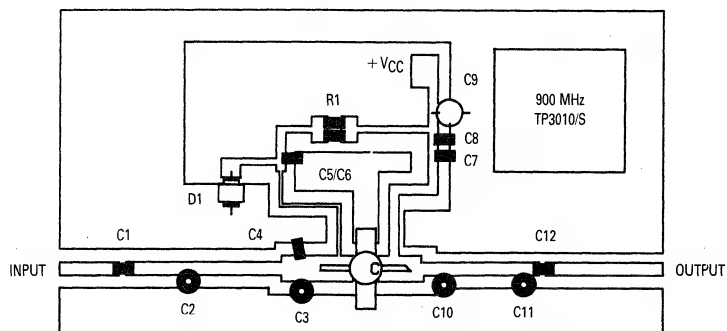 +VCC
C9
R1
900 MHz
TP3010/S
C8
C7
C5/C6
D1
C1
C4
C12
INPUT
C
OUTPUT
C2
C3
C10
C11